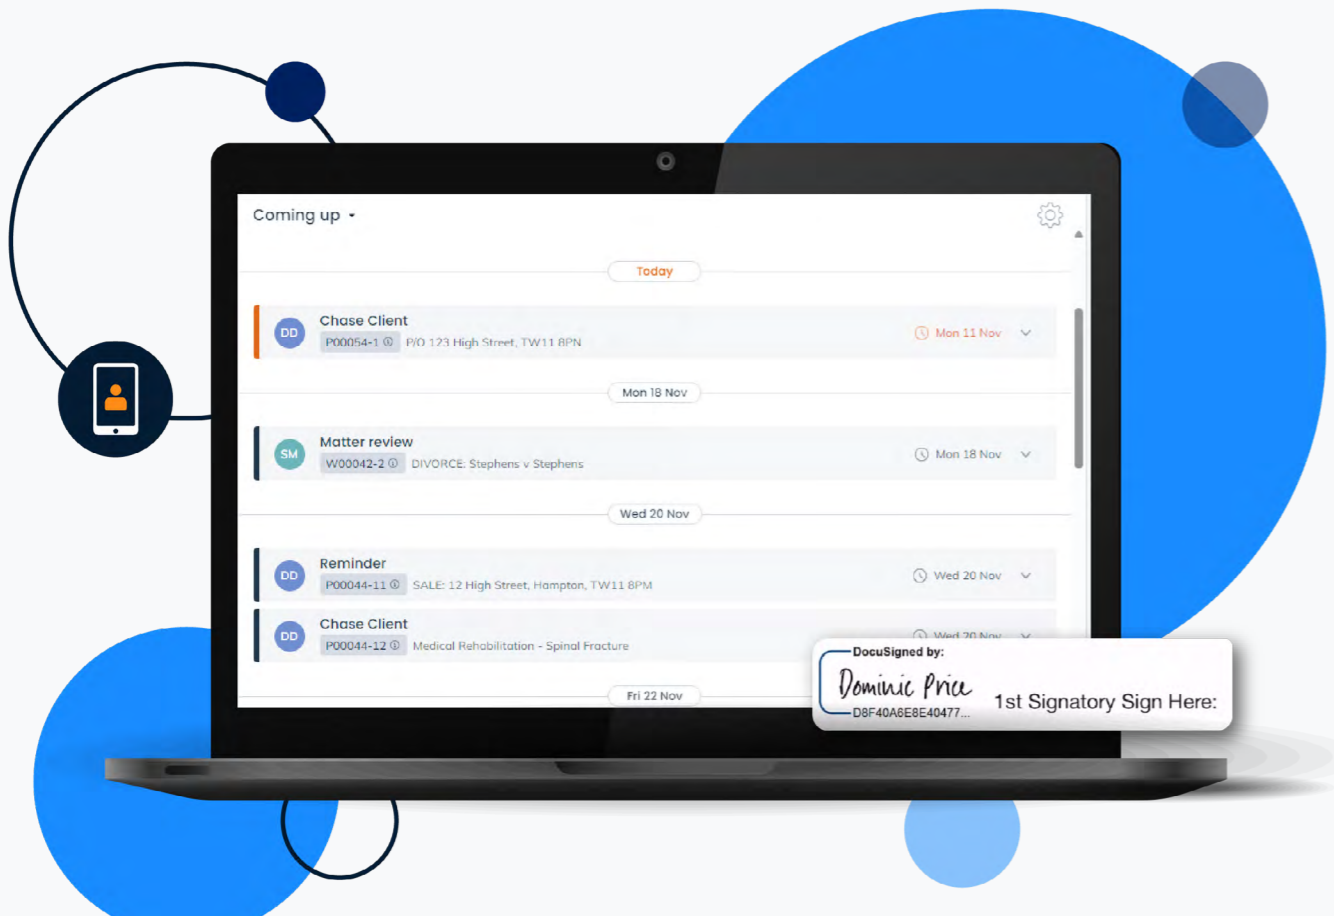 Coming up
Today
DD
Chase Client
P00054-1 P/O 123 High Street, TW11 8PN
Mon 11 Nov
Mon 18 Nov
SM
Matter review
W00042-2 DIVORCE: Stephens v Stephens
Mon 18 Nov
Wed 20 Nov
DD
Reminder
P00044-11 SALE: 12 High Street, Hampton, TW11 8PM
Wed 20 Nov
DD
Chase Client
P00044-12 Medical Rehabilitation - Spinal Fracture
Wed 20 Nov
Fri 22 Nov
DocuSigned by:
Dominic Price
D8F40A6E8E40477...
1st Signatory Sign Here: